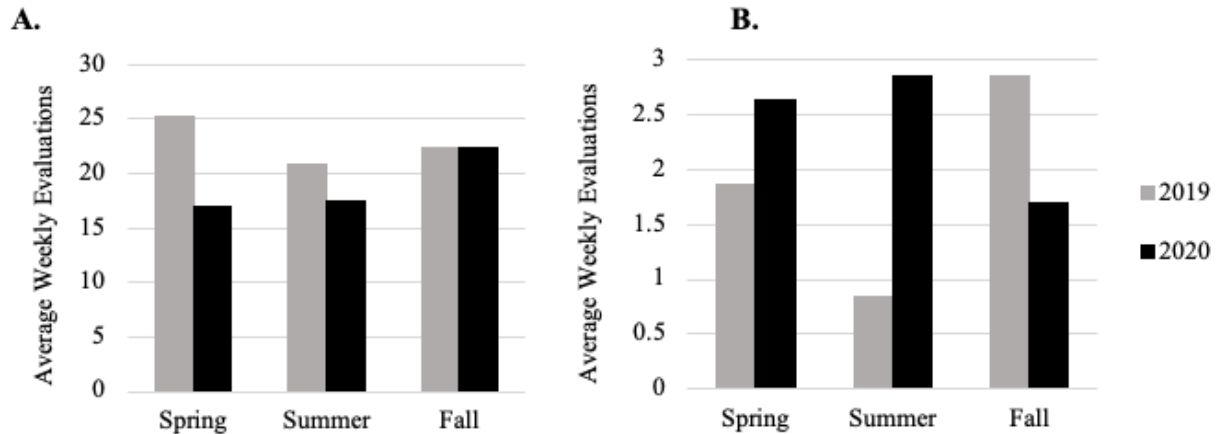 A.
Average Weekly Evaluations
30
25
20
15
10
5
0
Spring
Summer
Fall
B.
Average Weekly Evaluations
3
2.5
2
1.5
1
0.5
0
Spring
Summer
Fall
2019
2020